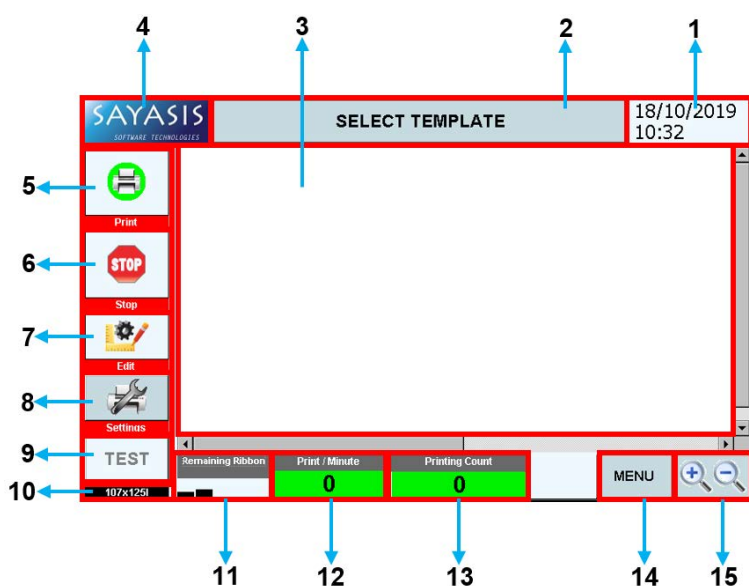 4 3 2 1
SAYASIS
SOFTWARE TECHNOLOGIES
SELECT TEMPLATE
18/10/2019
10:32
5
Print
6
STOP
Stop
7
Edit
8
Settings
9
TEST
10
107x125I
Remaining Ribbon
Print / Minute
0
Printing Count
0
MENU
11 12 13 14 15